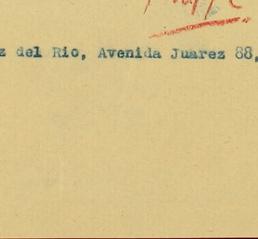 z del Rio, Avenida Juarez 88,